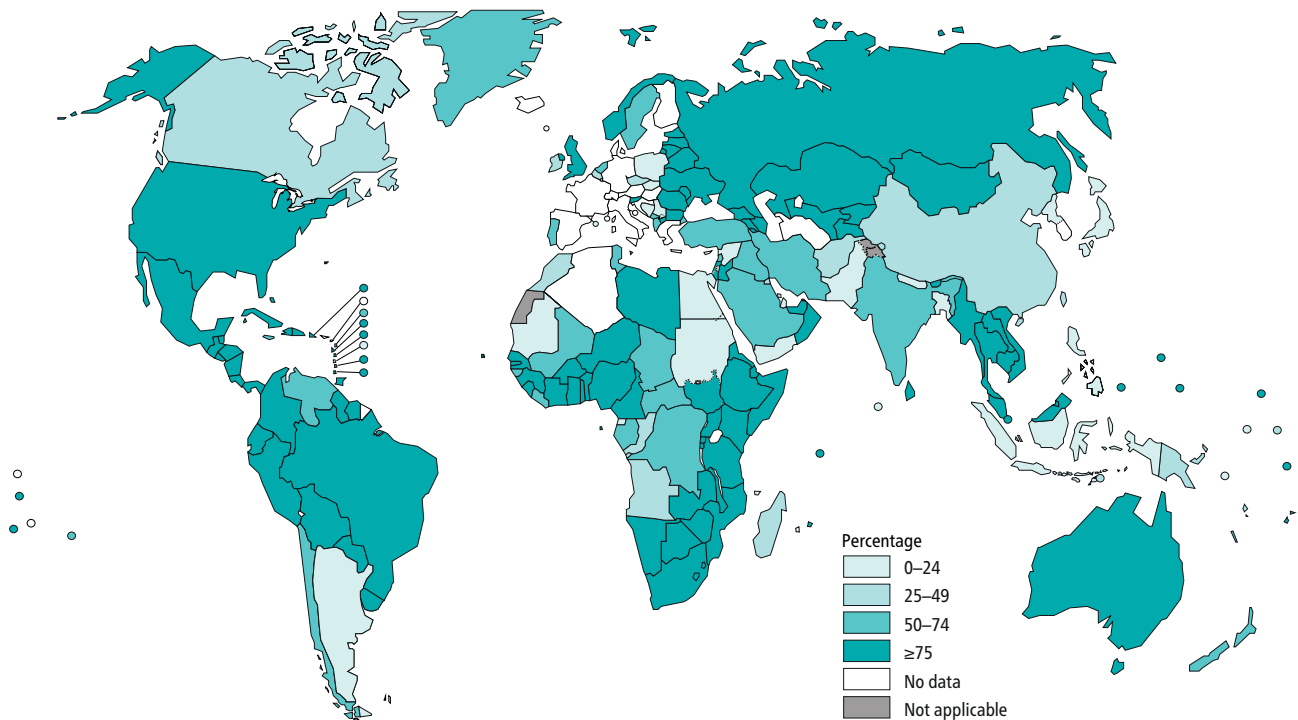 Percentage
0–24
25–49
50–74
≥75
No data
Not applicable